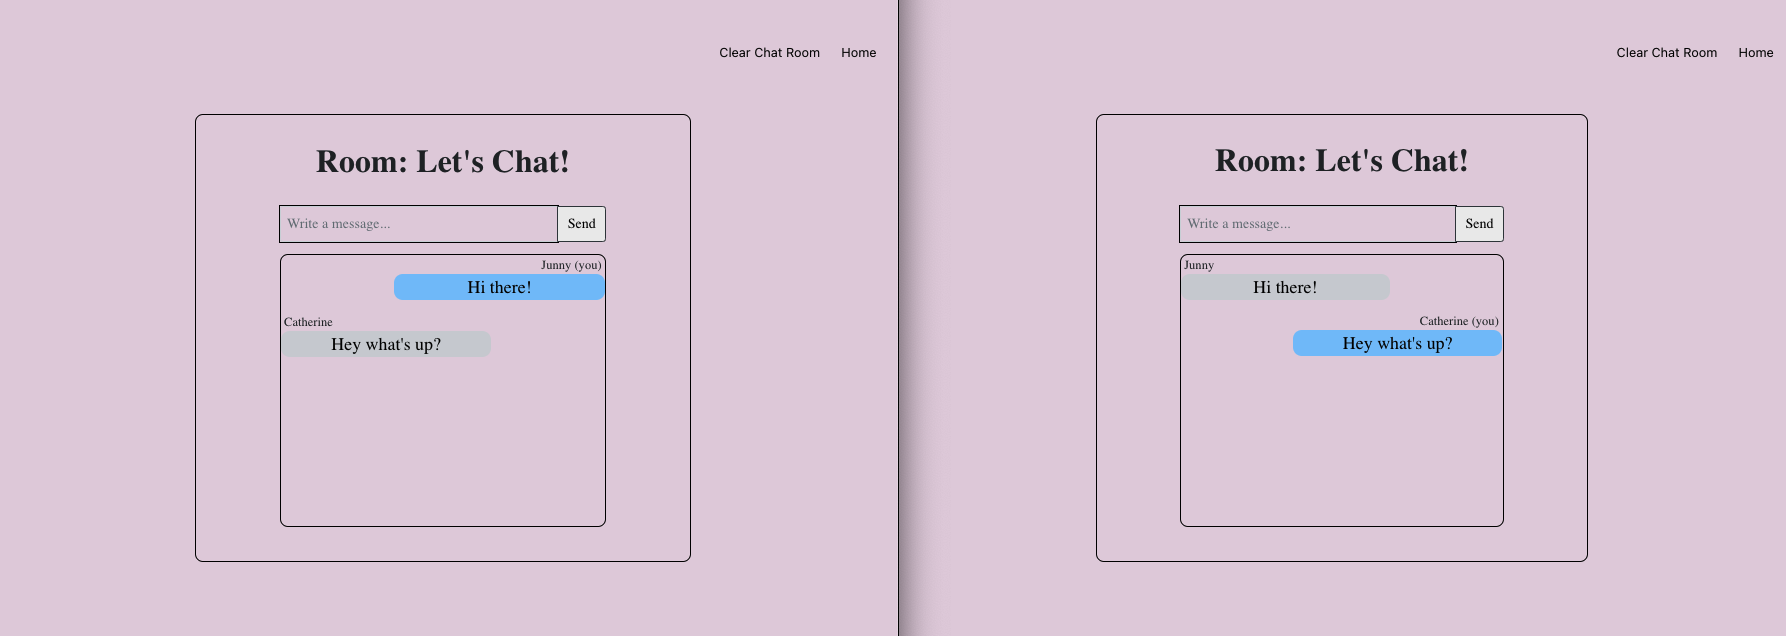 Clear Chat Room Home
Room: Let's Chat!
Write a message...
Send
Junny (you)
Hi there!
Catherine
Hey what's up?
Clear Chat Room Home
Room: Let's Chat!
Write a message...
Send
Junny
Hi there!
Catherine (you)
Hey what's up?